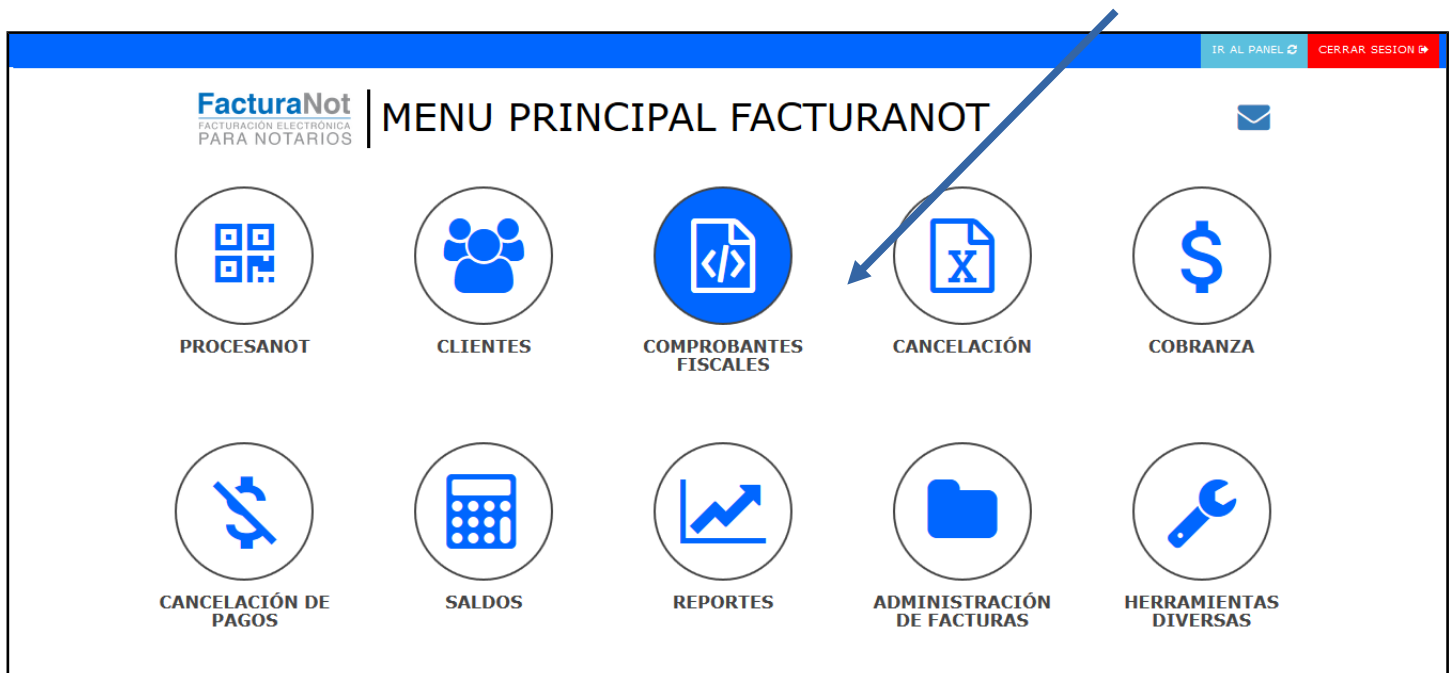 IR AL PANEL
CERRAR SESION
FacturaNot
FACTURACIÓN ELECTRÓNICA
PARA NOTARIOS
MENU PRINCIPAL FACTURANOT
</>
X
$
PROCESANOT
CLIENTES
COMPROBANTES
FISCALES
CANCELACIÓN
COBRANZA
CANCELACIÓN DE
PAGOS
SALDOS
REPORTES
ADMINISTRACIÓN
DE FACTURAS
HERRAMIENTAS
DIVERSAS